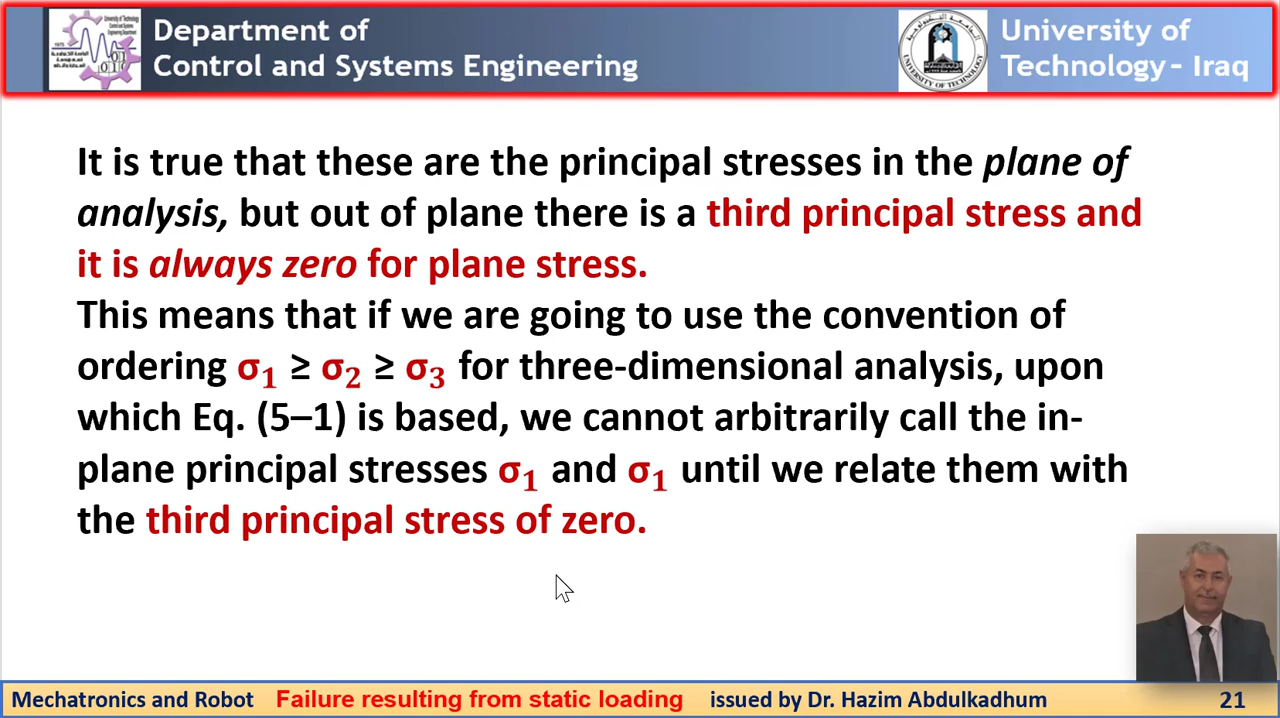 Department of
Control and Systems Engineering
University of
Technology - Iraq
It is true that these are the principal stresses in the plane of
analysis, but out of plane there is a third principal stress and
it is always zero for plane stress.
This means that if we are going to use the convention of
ordering σ₁ ≥ σ₂ ≥ σ₃ for three-dimensional analysis, upon
which Eq. (5–1) is based, we cannot arbitrarily call the in-
plane principal stresses σ₁ and σ₁ until we relate them with
the third principal stress of zero.
Mechatronics and Robot Failure resulting from static loading issued by Dr. Hazim Abdulkadhum 21